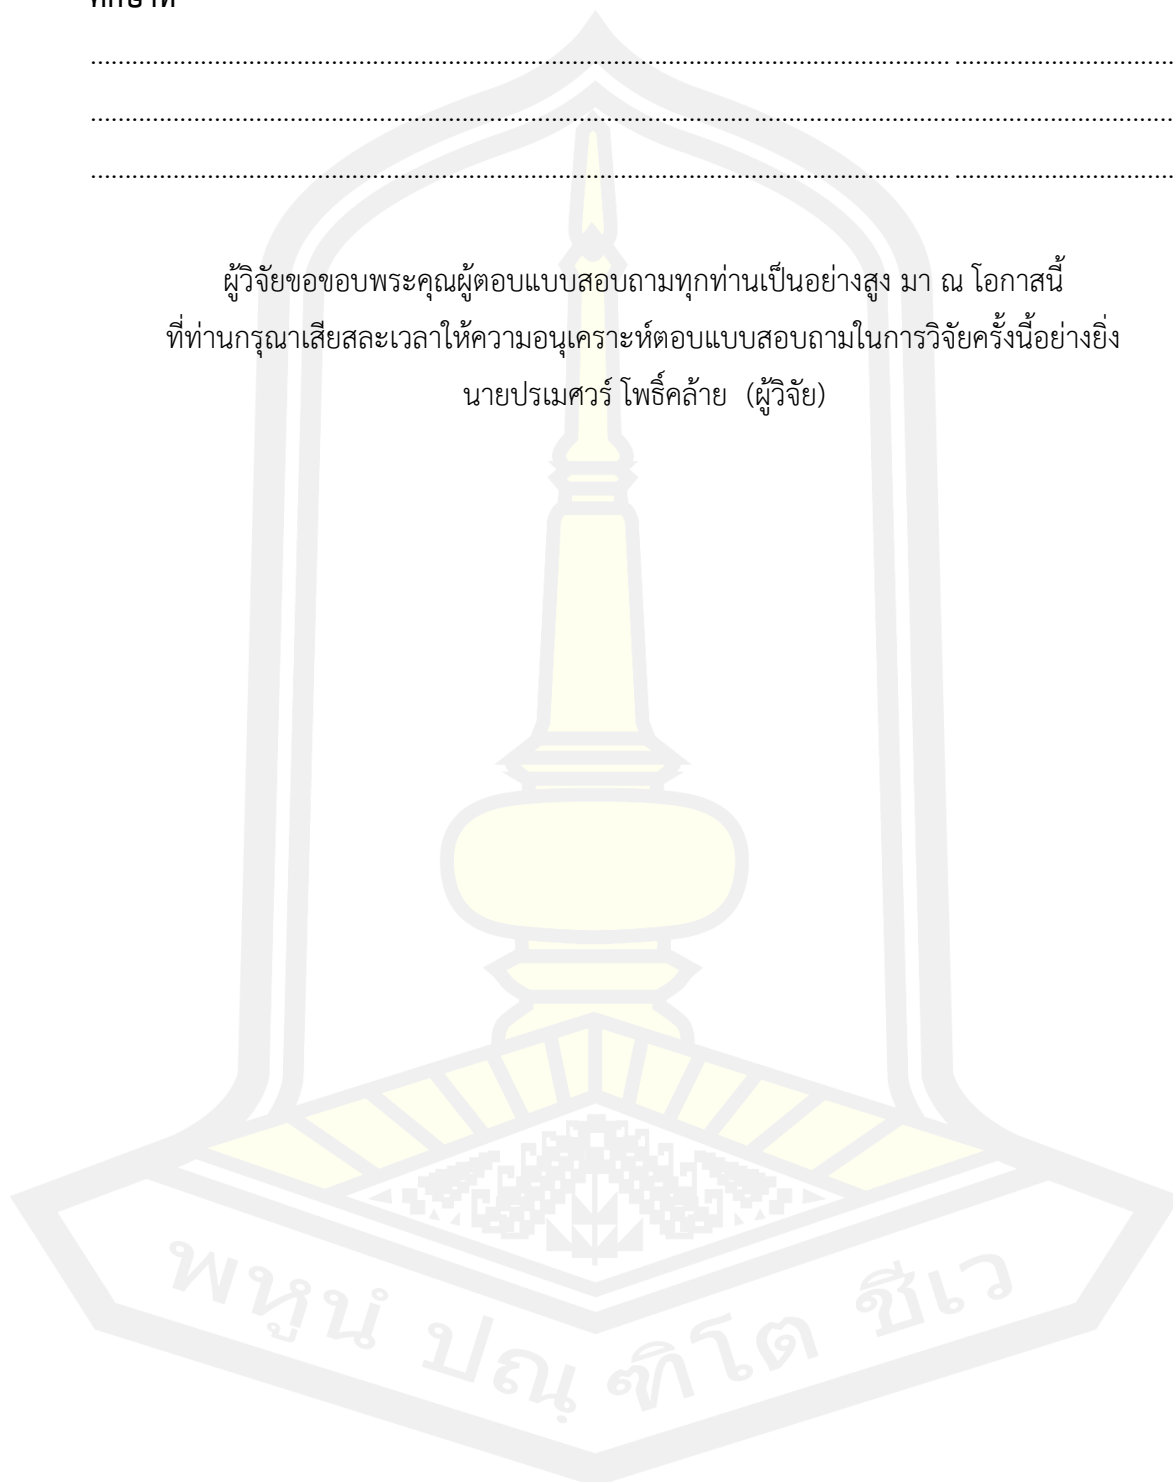 ........................................................................................................................................................................
........................................................................................................................................................................
........................................................................................................................................................................
ผู้วิจัยขอขอบพระคุณผู้ตอบแบบสอบถามทุกท่านเป็นอย่างสูง มา ณ โอกาสนี้
ที่ท่านกรุณาเสียสละเวลาให้ความอนุเคราะห์ตอบแบบสอบถามในการวิจัยครั้งนี้อย่างยิ่ง
นายปรเมศวร์ โพธิ์คล้าย (ผู้วิจัย)
พหูนํ ปณฺฑิโต ชีเว